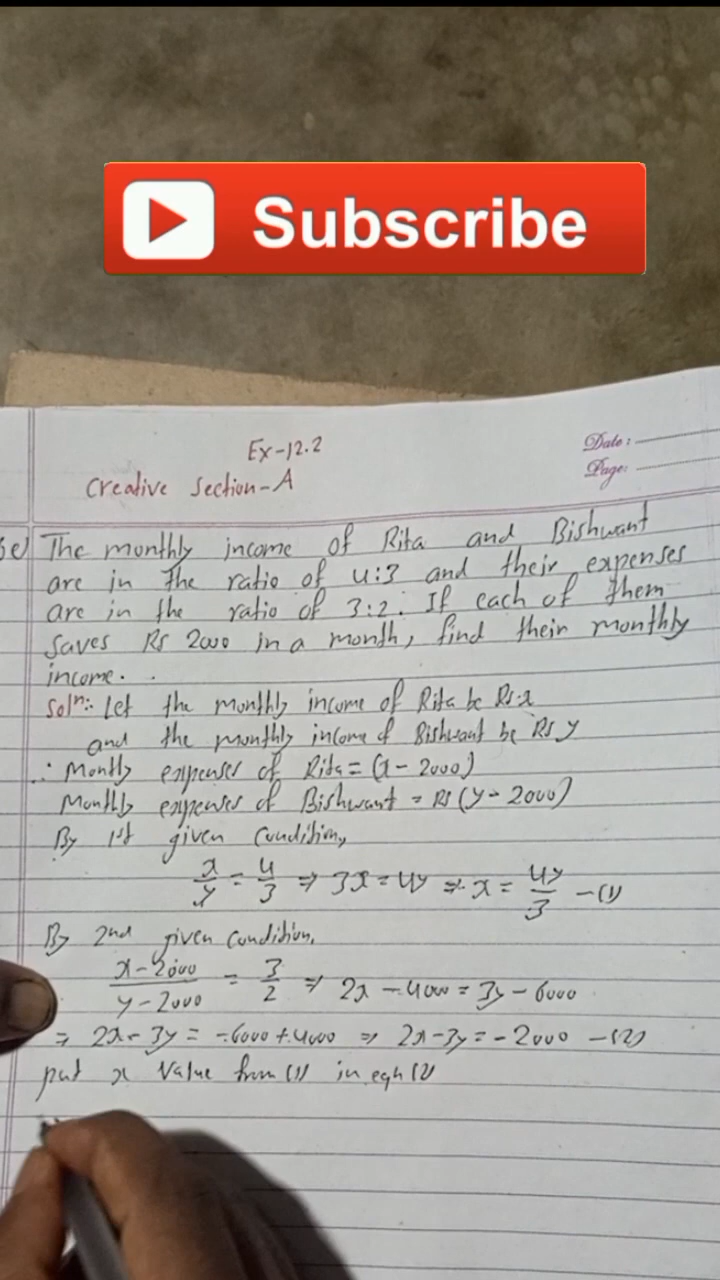 Subscribe
Ex-12.2
Date:
Creative Section-A
Page:
3e) The monthly income of Rita and Bishwant
are in the ratio of 4:3 and their expenses
are in the ratio of 3:2. If each of them
saves Rs 2000 in a month, find their monthly
income.
Solⁿ:. Let the monthly income of Rita be Rs.x
and the monthly income of Bishwant be Rs y
∴ Montly expenses of Rita = (x - 2000)
Monthly expenses of Bishwant = Rs (y - 2000)
By 1st given Condition,
x/y = 4/3 ⇒ 3x = 4y ⇒ x = 4y/3 - (1)
By 2nd given Condition,
x - 2000 / y - 2000 = 3/2 ⇒ 2x - 4000 = 3y - 6000
⇒ 2x - 3y = -6000 + 4000 ⇒ 2x - 3y = - 2000 - (2)
put x Value from (1) in eqn (2)